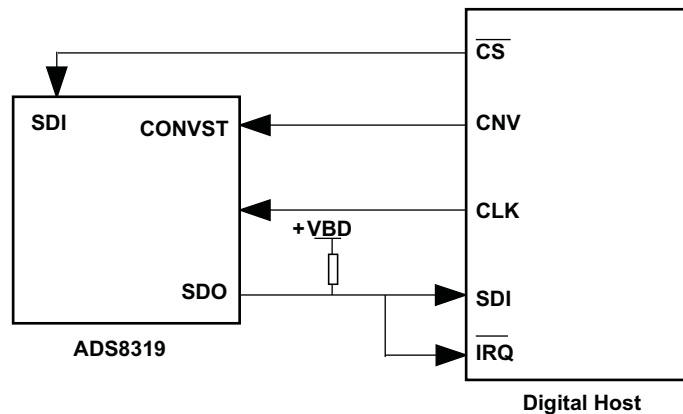 CS
SDI
CONVST
CNV
CLK
+VBD
SDO
SDI
IRQ
ADS8319
Digital Host